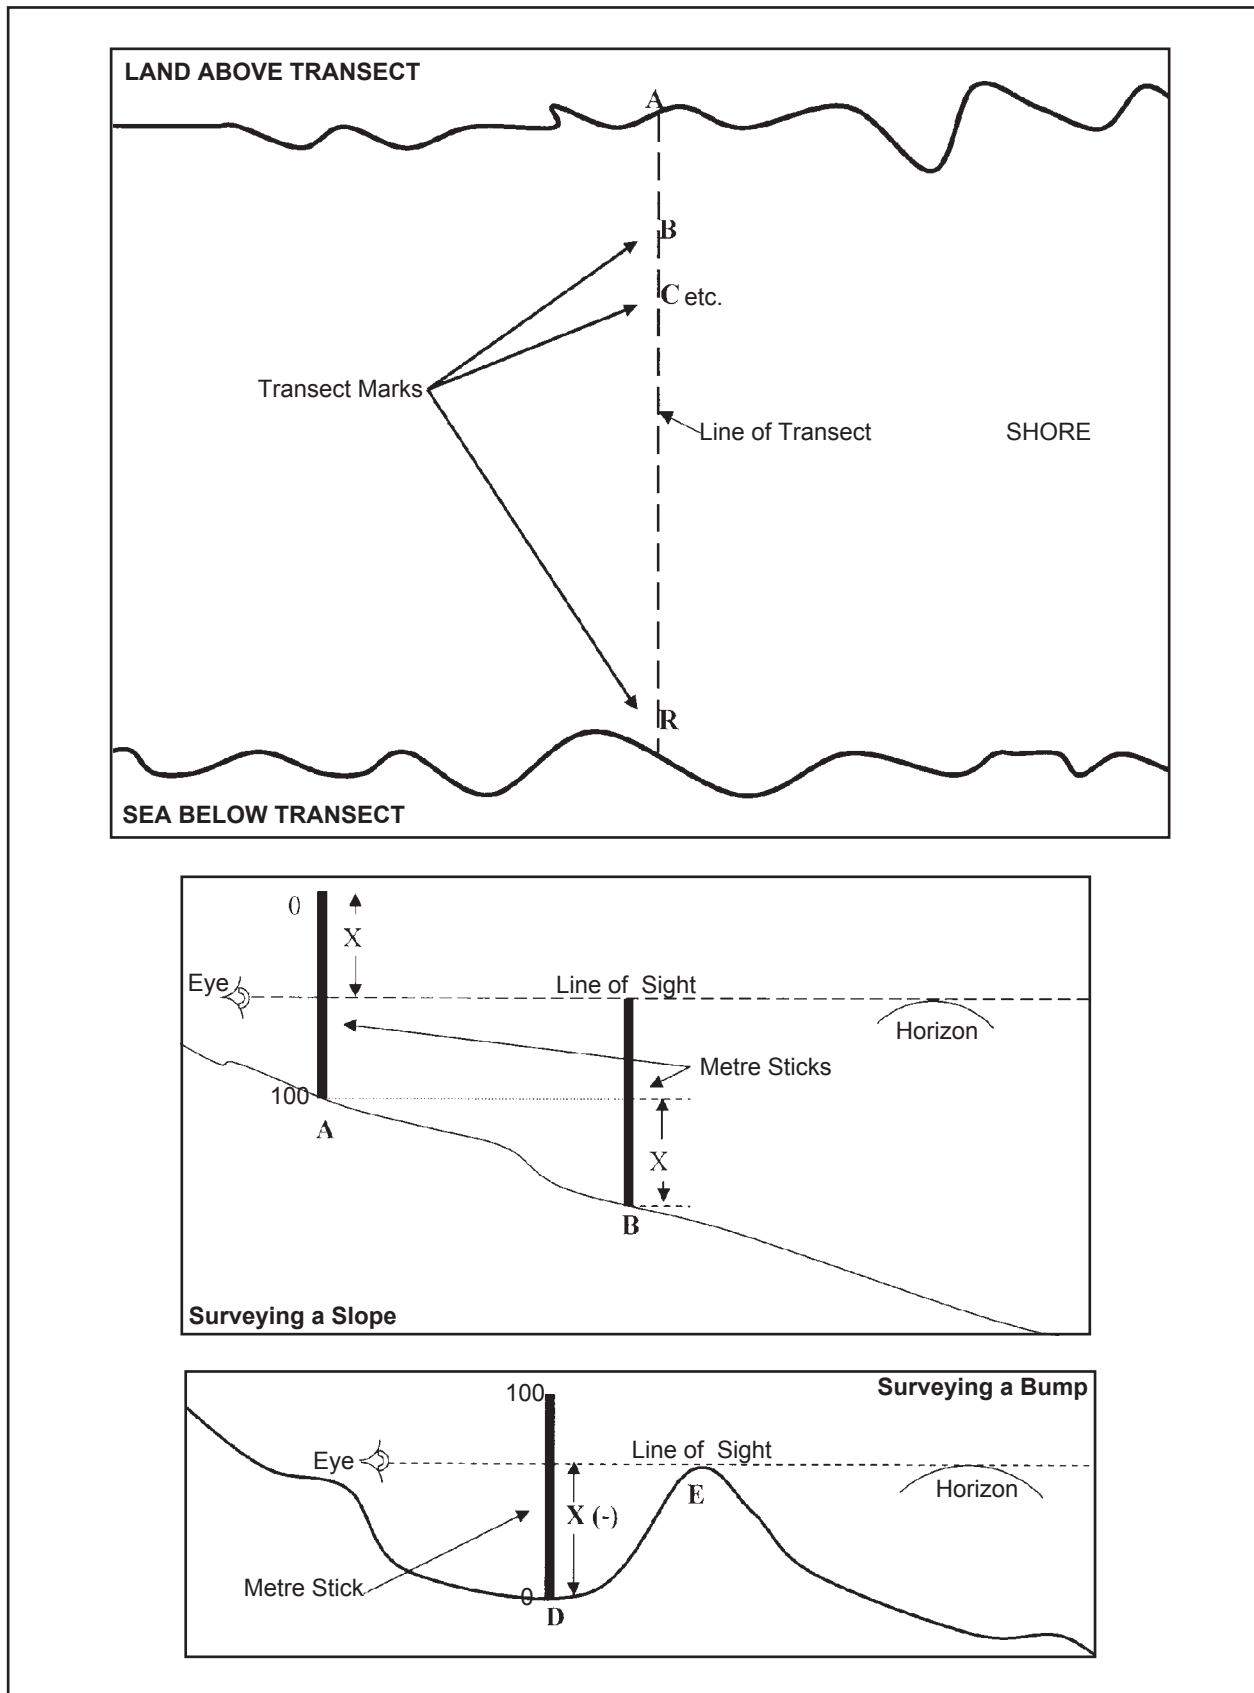 LAND ABOVE TRANSECT
A
B
C etc.
Transect Marks
Line of Transect
SHORE
R
SEA BELOW TRANSECT
0
X
Eye
Line of Sight
Horizon
Metre Sticks
100
A
X
B
Surveying a Slope
Surveying a Bump
100
Eye
Line of Sight
E
Horizon
X (-)
Metre Stick
0
D